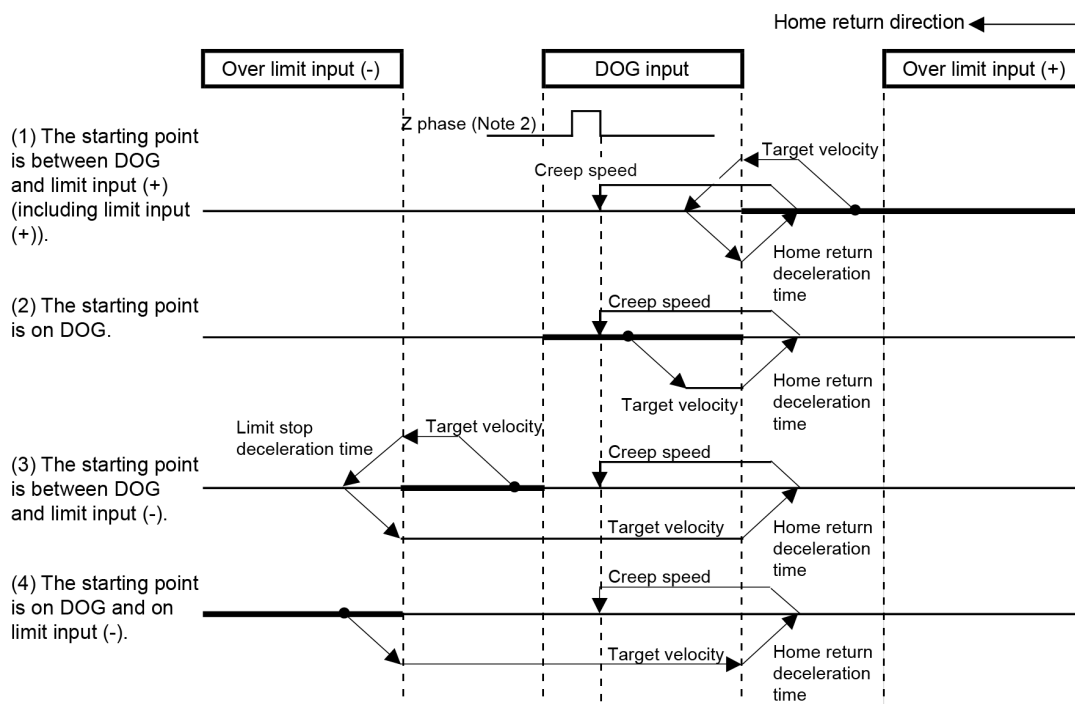 Home return direction
Over limit input (-)
DOG input
Over limit input (+)
(1) The starting point
is between DOG
and limit input (+)
(including limit input
(+)).
Z phase (Note 2)
Target velocity
Creep speed
Home return
deceleration
time
(2) The starting point
is on DOG.
Creep speed
Target velocity
Home return
deceleration
time
(3) The starting point
is between DOG
and limit input (-).
Limit stop
deceleration time
Target velocity
Creep speed
Target velocity
Home return
deceleration
time
(4) The starting point
is on DOG and on
limit input (-).
Creep speed
Target velocity
Home return
deceleration
time